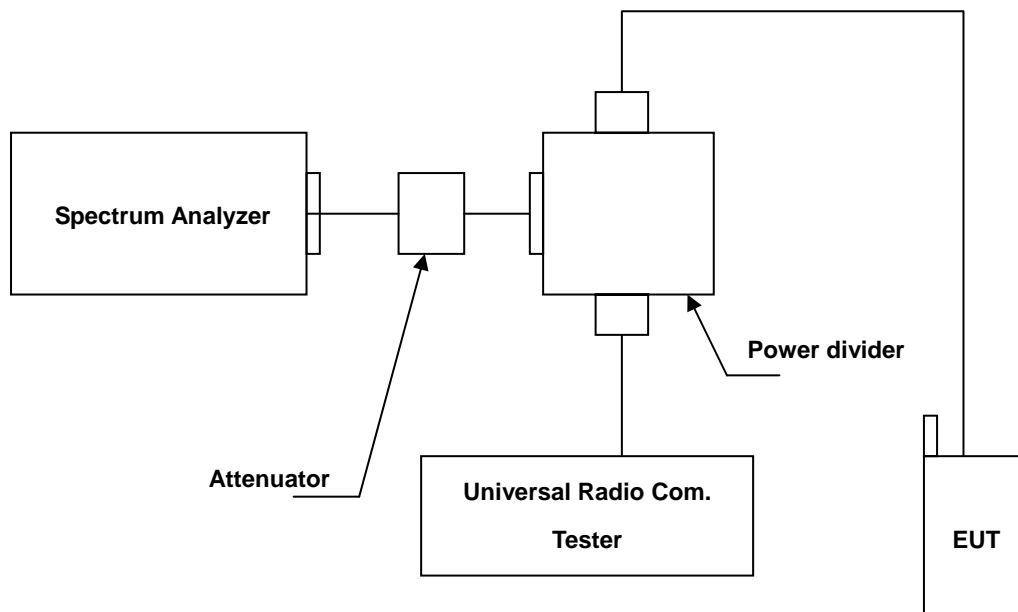 Spectrum Analyzer
Power divider
Attenuator
Universal Radio Com.
Tester
EUT